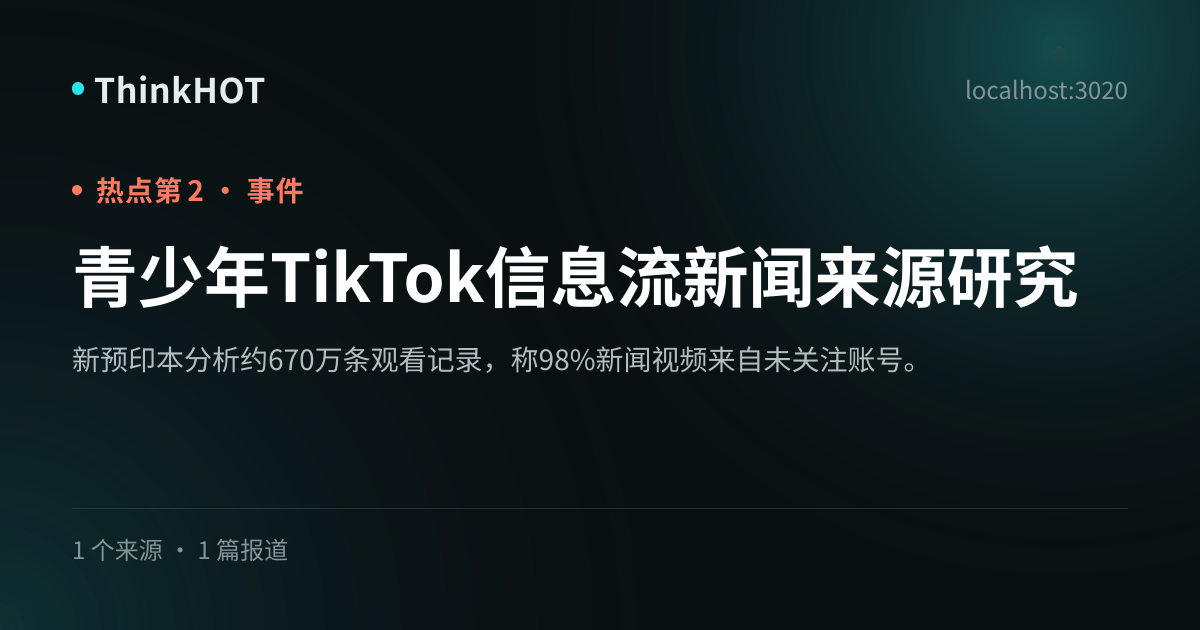 ThinkHOT
localhost:3020
热点第 2 · 事件
青少年TikTok信息流新闻来源研究
新预印本分析约670万条观看记录，称98%新闻视频来自未关注账号。
1 个来源 · 1 篇报道